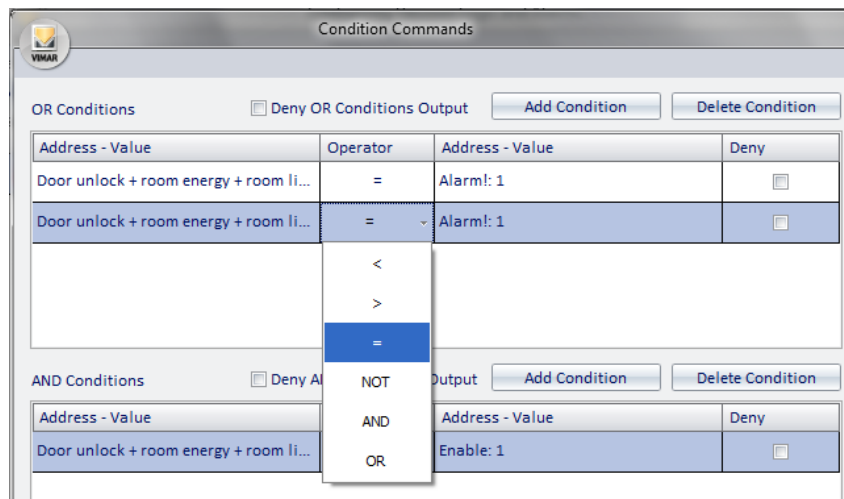 Condition Commands
VIMAR
OR Conditions Deny OR Conditions Output Add Condition Delete Condition
Address - Value Operator Address - Value Deny
Door unlock + room energy + room li... = Alarm!: 1
Door unlock + room energy + room li... = Alarm!: 1
<
>
=
AND Conditions Deny Output Add Condition Delete Condition
NOT
Address - Value Address - Value Deny
AND
Door unlock + room energy + room li... Enable: 1
OR